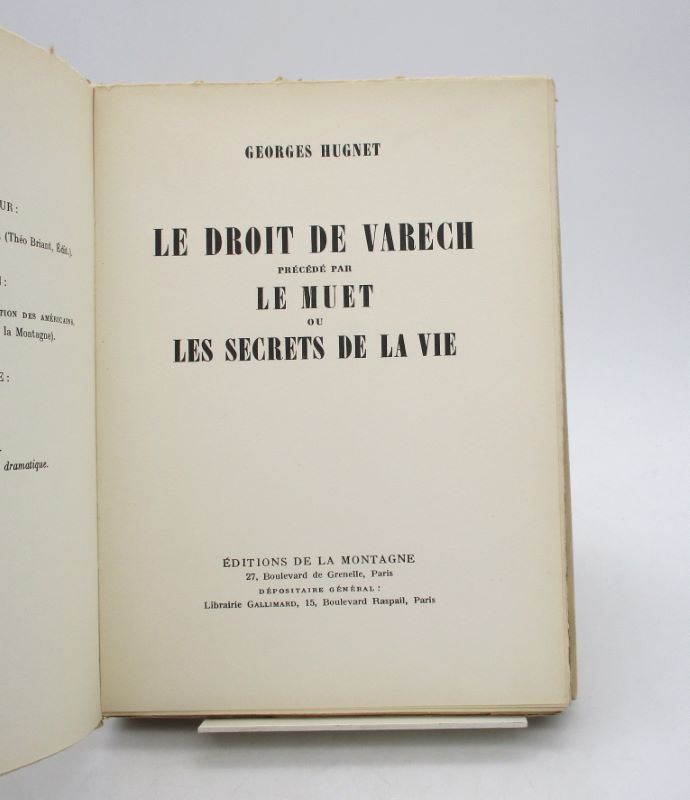 UR:
(Théo Briant, Édit.).
:
TION DES AMÉRICAINS,
la Montagne).
E:
dramatique.
GEORGES HUGNET
LE DROIT DE VARECH
PRÉCÉDÉ PAR
LE MUET
OU
LES SECRETS DE LA VIE
ÉDITIONS DE LA MONTAGNE
27, Boulevard de Grenelle, Paris
DÉPOSITAIRE GÉNÉRAL:
Librairie GALLIMARD, 15, Boulevard Raspail, Paris